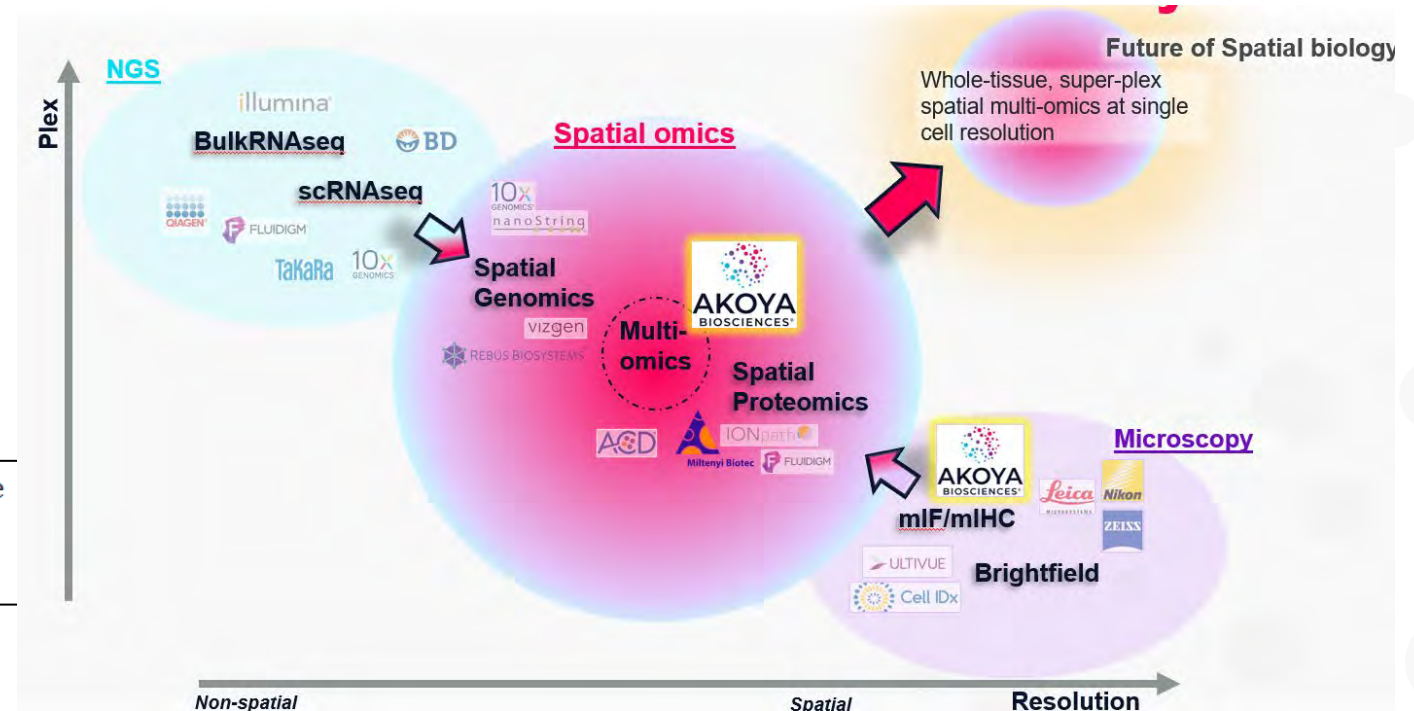 Future of Spatial biology
NGS
Plex
illumina®
BulkRNAseq
BD
scRNAseq
QIAGEN®
FLUIDIGM
TaKaRa
10x
GENOMICS
Spatial omics
10x
GENOMICS®
nanoString
Spatial
Genomics
vizgen
REBUS BIOSYSTEMS
Multi-
omics
AKOYA
BIOSCIENCES®
Spatial
Proteomics
ACD
Miltenyi Biotec
IONpath
FLUIDIGM
Whole-tissue, super-plex
spatial multi-omics at single
cell resolution
Microscopy
AKOYA
BIOSCIENCES®
Leica
MICROSYSTEMS
Nikon
ZEISS
mIF/mIHC
ULTIVUE
Brightfield
Cell IDx
e
Non-spatial
Spatial
Resolution